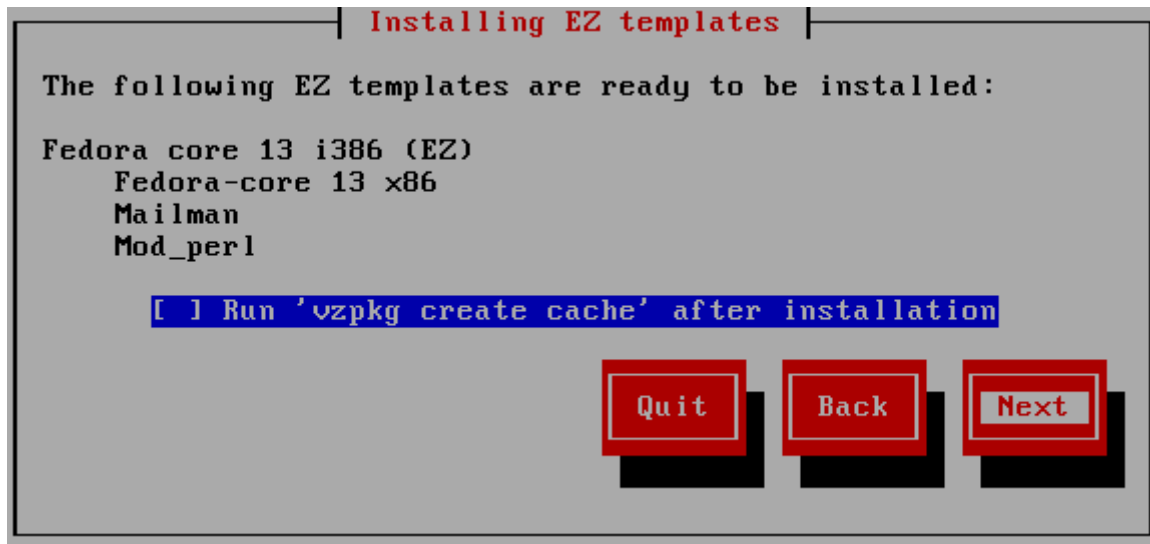 Installing EZ templates
The following EZ templates are ready to be installed:
Fedora core 13 i386 (EZ)
Fedora-core 13 x86
Mailman
Mod_perl
[ ] Run 'vzpkg create cache' after installation
Quit Back Next